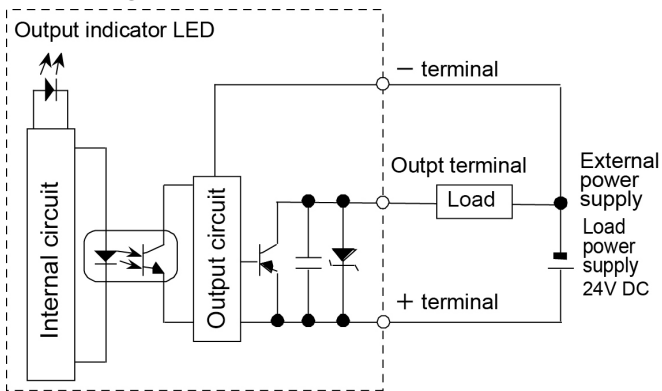 Output indicator LED
− terminal
Outpt terminal
Load
External
power
supply
Load
power
supply
24V DC
+ terminal
Internal circuit
Output circuit